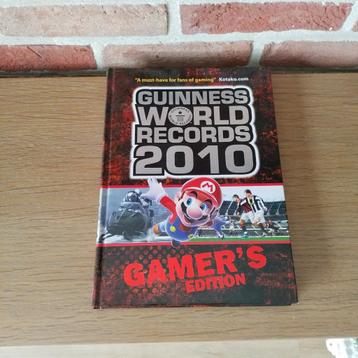 "A must-have for fans of gaming" Kotaku.com
GUINNESS
WORLD
RECORDS
2010
GAMER'S
EDITION